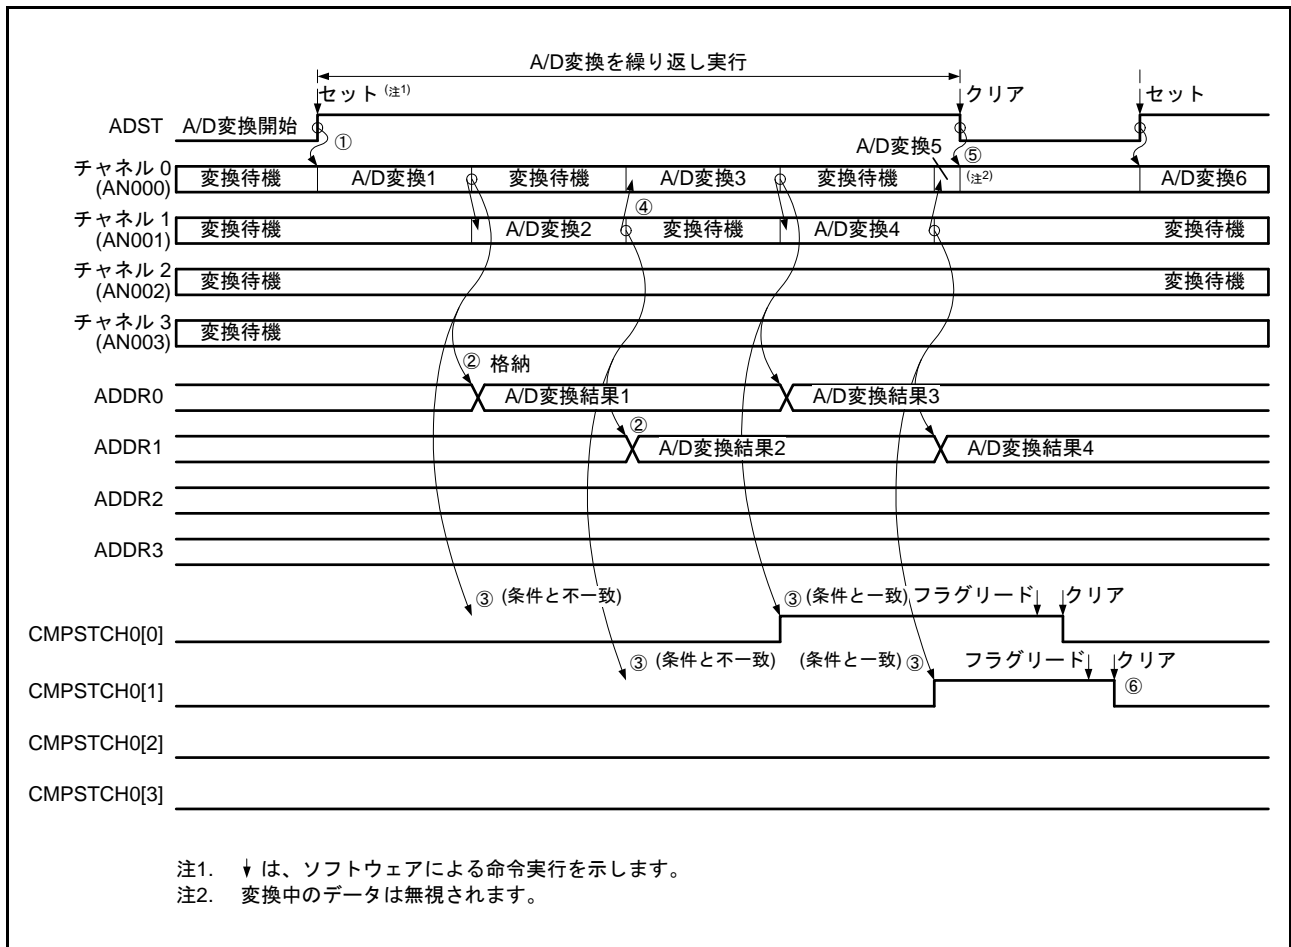 A/D変換を繰り返し実行
セット (注1)
クリア
セット
ADST
A/D変換開始
①
A/D変換5
⑤
チャネル 0
(AN000)
変換待機
A/D変換1
変換待機
A/D変換3
変換待機
(注2)
A/D変換6
④
チャネル 1
(AN001)
変換待機
A/D変換2
変換待機
A/D変換4
変換待機
チャネル 2
(AN002)
変換待機
変換待機
チャネル 3
(AN003)
変換待機
② 格納
ADDR0
A/D変換結果1
A/D変換結果3
②
ADDR1
A/D変換結果2
A/D変換結果4
ADDR2
ADDR3
③ (条件と不一致)
③ (条件と一致)
フラグリード
クリア
CMPSTCH0[0]
③ (条件と不一致)
(条件と一致) ③
フラグリード
クリア
CMPSTCH0[1]
⑥
CMPSTCH0[2]
CMPSTCH0[3]
注1. ↓ は、ソフトウェアによる命令実行を示します。
注2. 変換中のデータは無視されます。